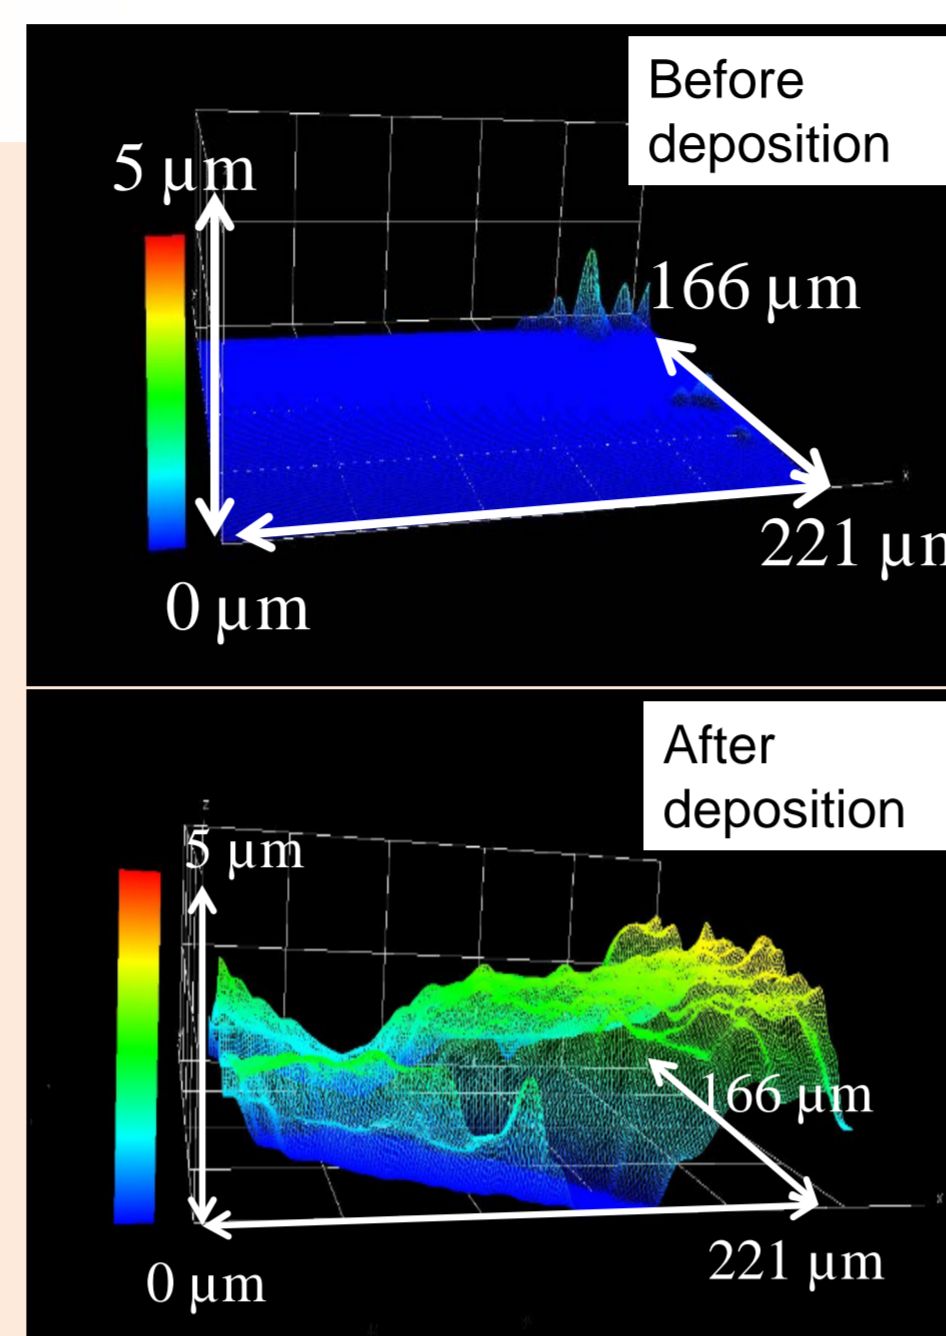 Before
deposition
5 μm
166 μm
221 μm
0 μm
After
deposition
z
5 μm
166 μm
221 μm
0 μm